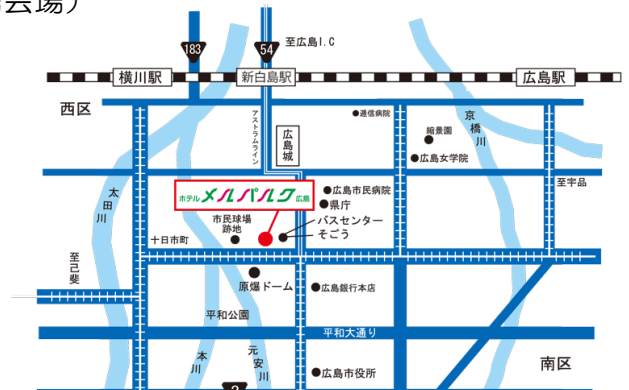 会場）
183
54
至広島I.C
横川駅
新白島駅
広島駅
西区
アストラムライン
広島城
逓信病院
縮景園
京橋川
広島女学院
太田川
ホテルメルパルク広島
広島市民病院
県庁
至宇品
市民球場
跡地
バスセンター
そごう
十日市町
至己斐
原爆ドーム
広島銀行本店
平和公園
平和大通り
本川
元安川
広島市役所
南区
2